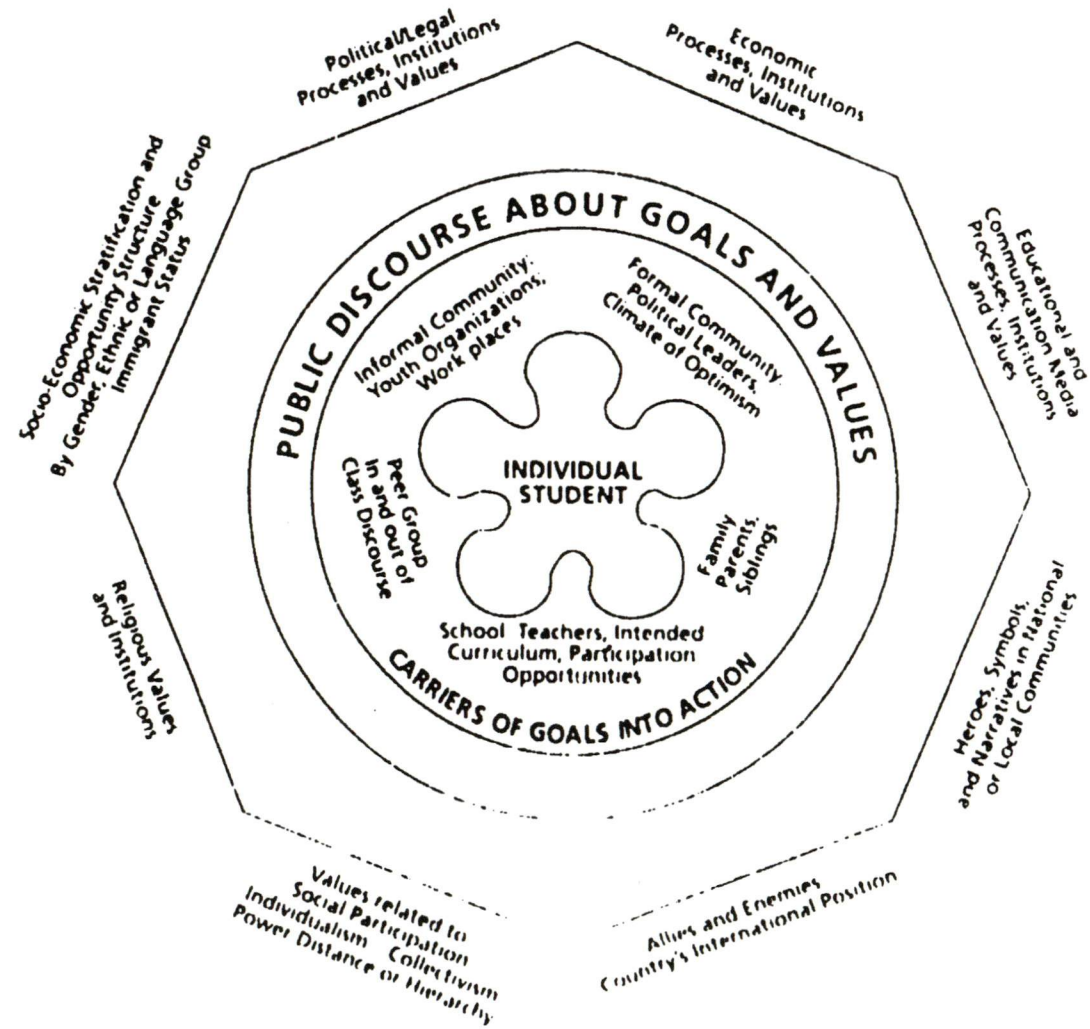 Political/Legal
Processes, Institutions
and Values
Economic
Processes, Institutions
and Values
Socio-Economic Stratification and
Opportunity Structure
By Gender, Ethnic or Language Group
Immigrant Status
Educational and
Communication Media
Processes, Institutions
and Values
PUBLIC DISCOURSE ABOUT GOALS AND VALUES
Informal Community:
Youth Organizations,
Work places
Formal Community:
Political Leaders,
Climate of Optimism
INDIVIDUAL
STUDENT
Peer Group
In and out of
Class Discourse
Family
Parents,
Siblings
School Teachers, Intended
Curriculum, Participation
Opportunities
CARRIERS OF GOALS INTO ACTION
Religious Values
and Institutions
Heroes, Symbols,
and Narratives in National
or Local Communities
Values related to
Social Participation
Individualism Collectivism
Power Distance or Hierarchy
Allies and Enemies
Country's International Position